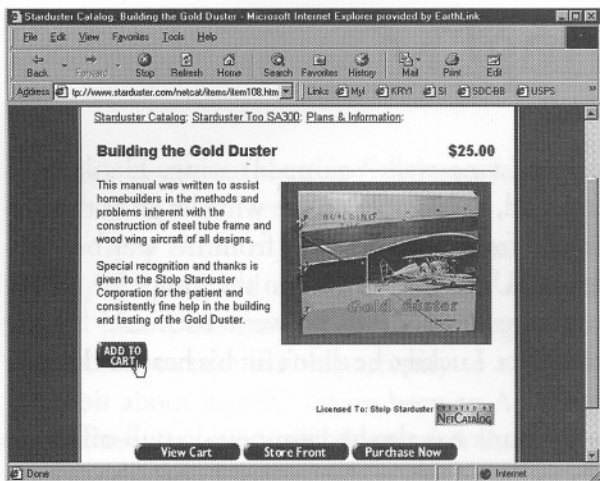 Starduster Catalog: Building the Gold Duster - Microsoft Internet Explorer provided by EarthLink
File Edit View Favorites Tools Help
Back Forward Stop Refresh Home Search Favorites History Mail Print Edit
Address tp://www.starduster.com/netcat/items/item108.htm Links MyI KRYI SI SDC-BB USPS »
Starduster Catalog: Starduster Too SA300: Plans & Information:
Building the Gold Duster $25.00
This manual was written to assist
homebuilders in the methods and
problems inherent with the
construction of steel tube frame and
wood wing aircraft of all designs.
Special recognition and thanks is
given to the Stolp Starduster
Corporation for the patient and
consistently fine help in the building
and testing of the Gold Duster.
BUILDING
Gold duster
ADD TO
CART
Licensed To: Stolp Starduster
CREATED BY
NETCATALOG
View Cart Store Front Purchase Now
Done Internet